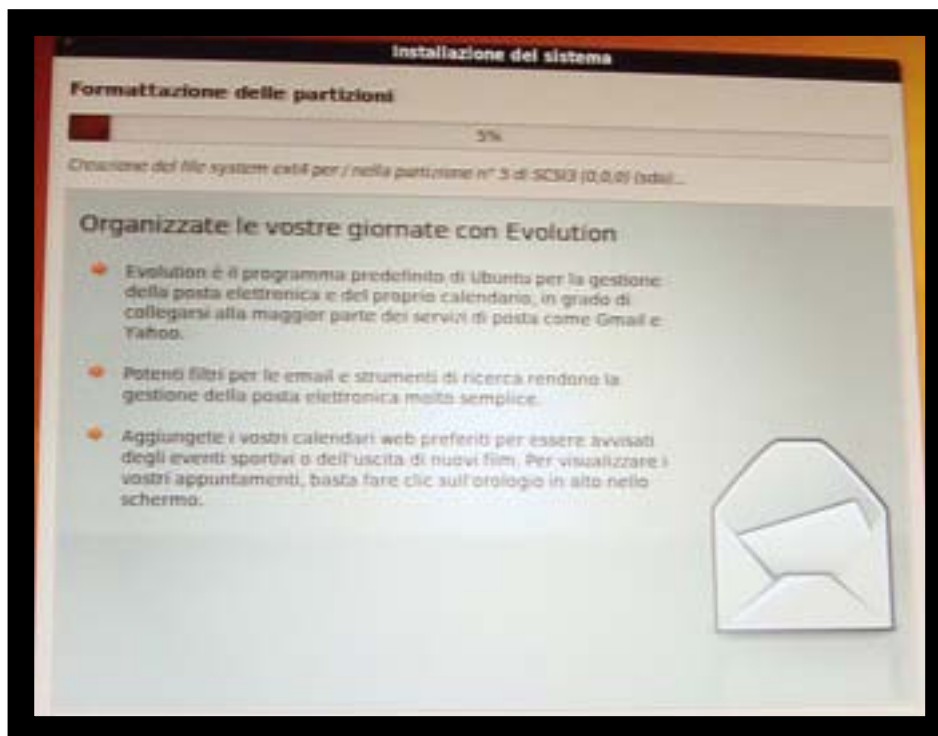 Installazione del sistema
Formattazione delle partizioni
5%
Creazione del file system ext4 per / nella partizione n° 5 di SCSI3 (0,0,0) (sda)...
Organizzate le vostre giornate con Evolution
Evolution è il programma predefinito di Ubuntu per la gestione
della posta elettronica e del proprio calendario, in grado di
collegarsi alla maggior parte dei servizi di posta come Gmail e
Yahoo.
Potenti filtri per le email e strumenti di ricerca rendono la
gestione della posta elettronica molto semplice.
Aggiungete i vostri calendari web preferiti per essere avvisati
degli eventi sportivi o dell'uscita di nuovi film. Per visualizzare i
vostri appuntamenti, basta fare clic sull'orologio in alto nello
schermo.